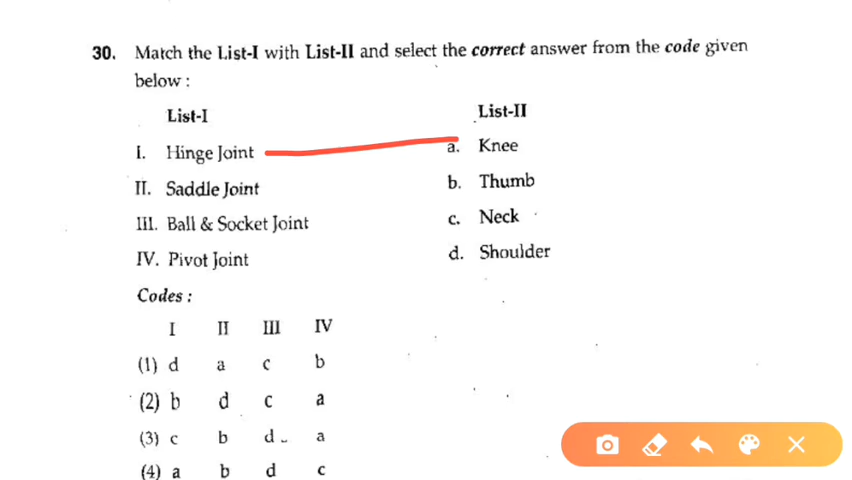 30. Match the List-I with List-II and select the correct answer from the code given
below :
List-I List-II
I. Hinge Joint a. Knee
II. Saddle Joint b. Thumb
III. Ball & Socket Joint c. Neck
IV. Pivot Joint d. Shoulder
Codes :
I II III IV
(1) d a c b
(2) b d c a
(3) c b d a
(4) a b d c